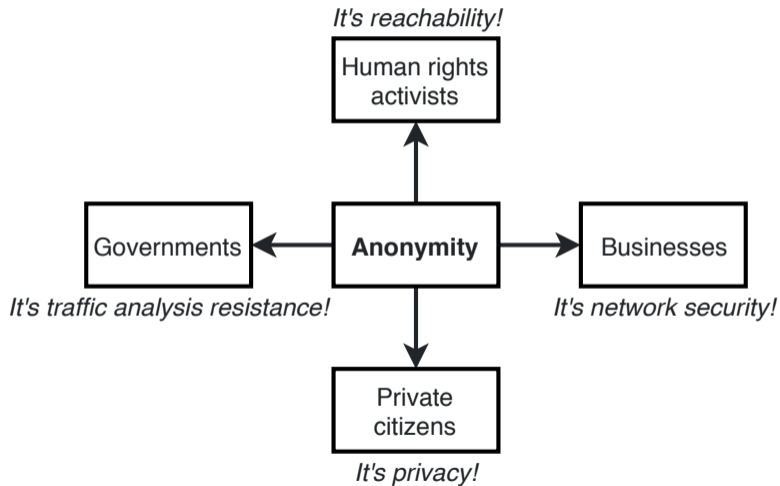 It's reachability!
Human rights
activists
Governments
Anonymity
Businesses
It's traffic analysis resistance!
It's network security!
Private
citizens
It's privacy!